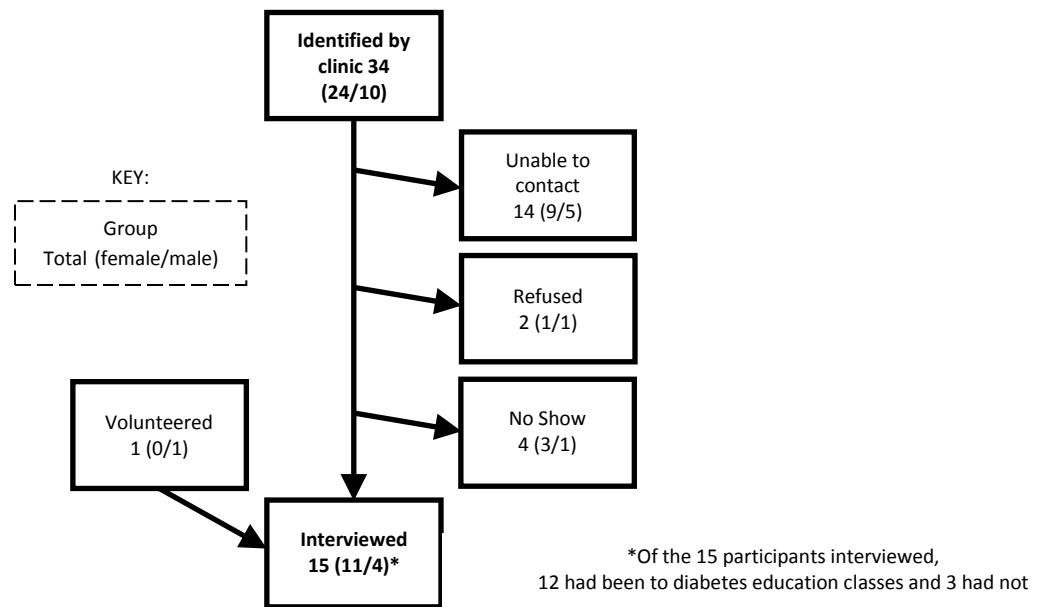 Identified by
clinic 34
(24/10)
Unable to
contact
14 (9/5)
KEY:
Group
Total (female/male)
Refused
2 (1/1)
Volunteered
1 (0/1)
No Show
4 (3/1)
Interviewed
15 (11/4)*
*Of the 15 participants interviewed,
12 had been to diabetes education classes and 3 had not